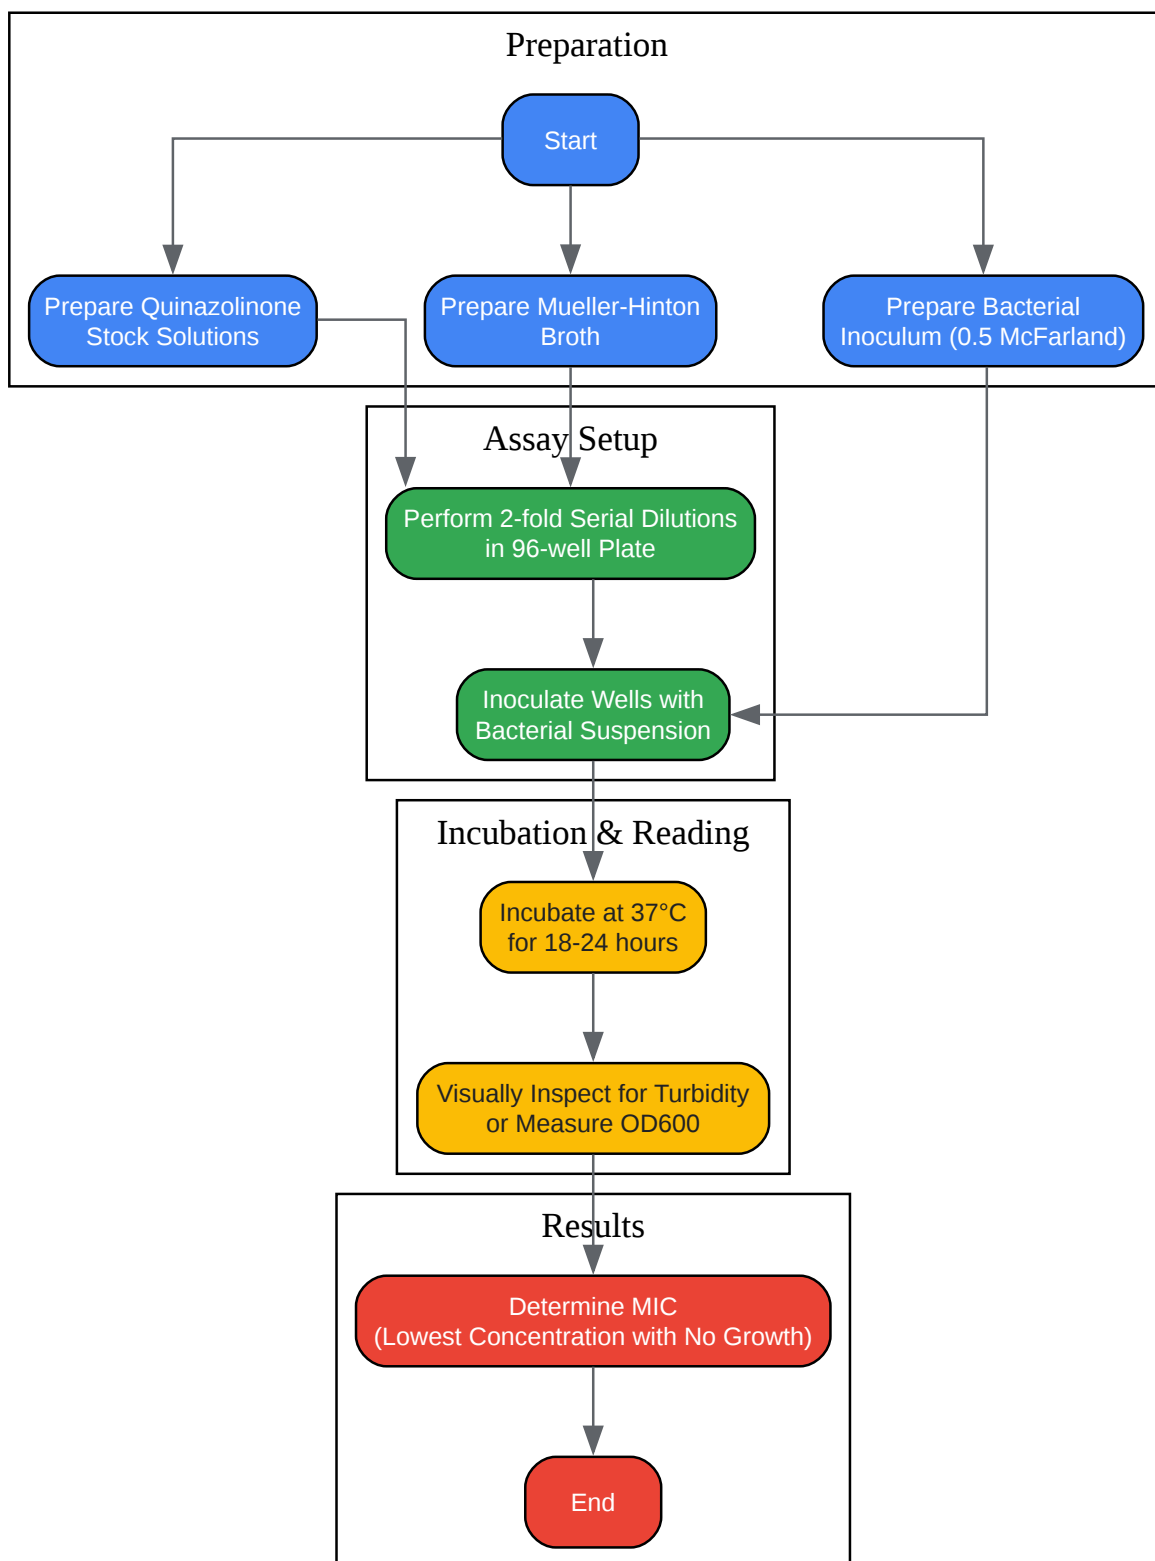 Preparation
Start
Prepare Quinazolinone
Stock Solutions
Prepare Mueller-Hinton
Broth
Prepare Bacterial
Inoculum (0.5 McFarland)
Assay Setup
Perform 2-fold Serial Dilutions
in 96-well Plate
Inoculate Wells with
Bacterial Suspension
Incubation & Reading
Incubate at 37°C
for 18-24 hours
Visually Inspect for Turbidity
or Measure OD600
Results
Determine MIC
(Lowest Concentration with No Growth)
End